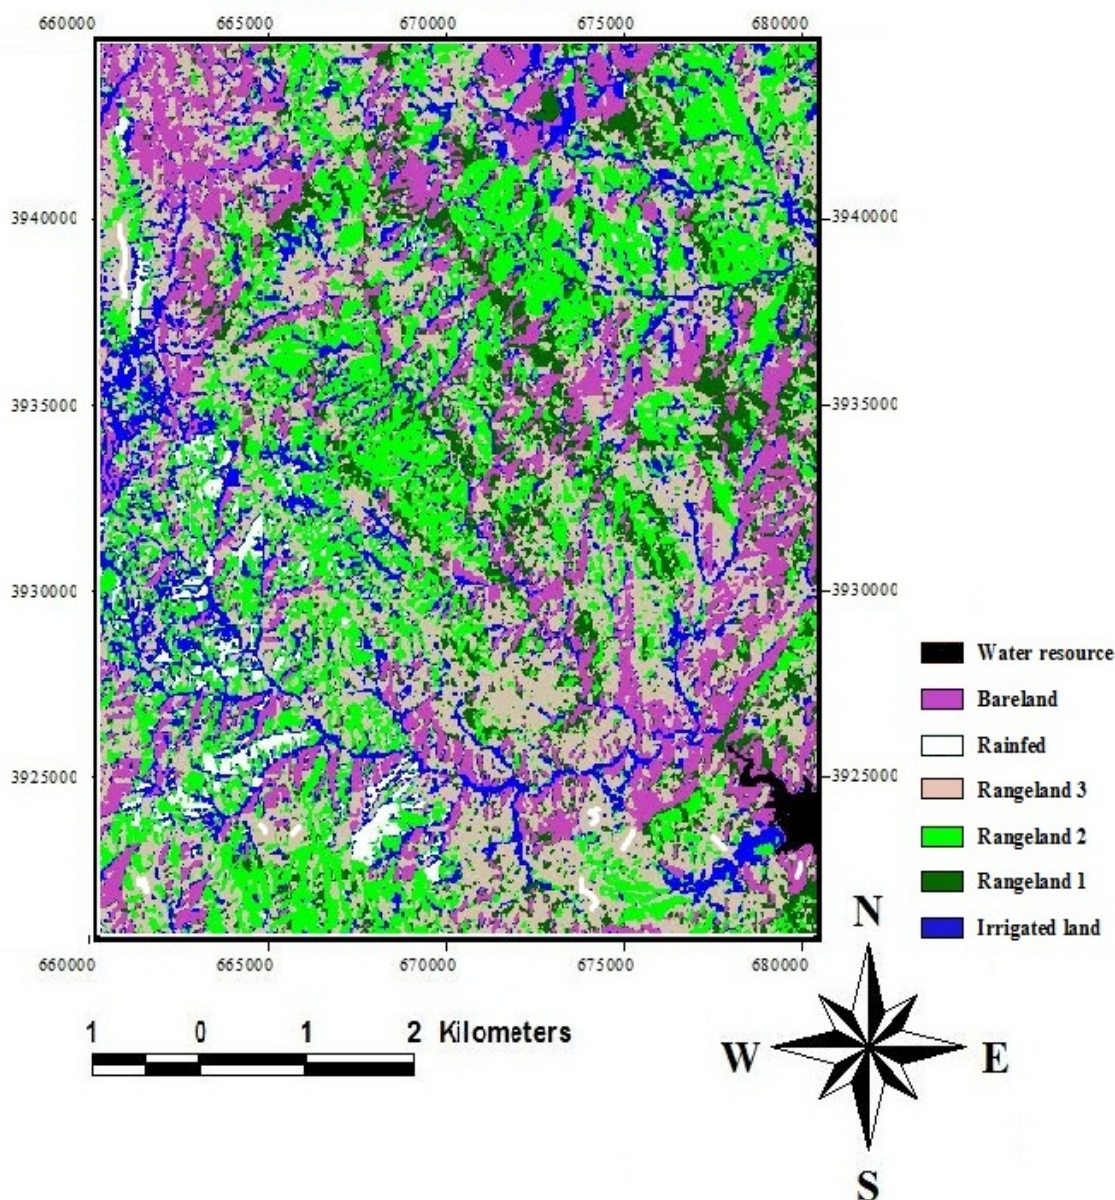 660000 665000 670000 675000 680000
3940000 3940000
3935000 3935000
3930000 3930000
3925000 3925000
660000 665000 670000 675000 680000
Water resource
Bareland
Rainfed
Rangeland 3
Rangeland 2
Rangeland 1
Irrigated land
N
W E
S
1 0 1 2 Kilometers